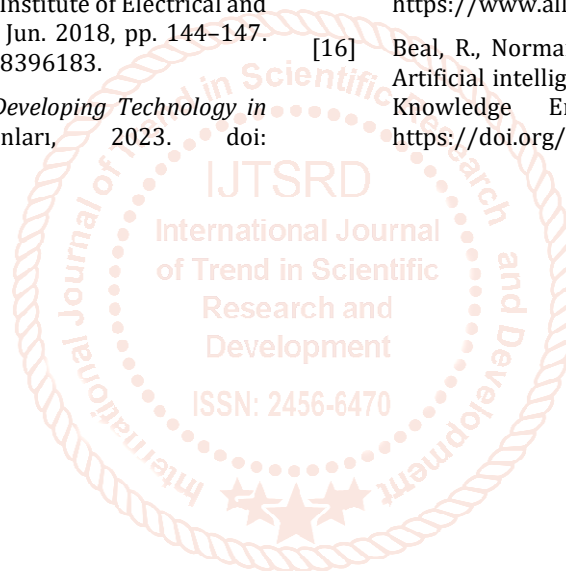 Institute of Electrical and
Jun. 2018, pp. 144–147.
8396183.
Developing Technology in
nları, 2023. doi:
https://www.all
[16] Beal, R., Norma
Artificial intellig
Knowledge En
https://doi.org/
International Journal of Trend in Scientific Research and Development
IJTSRD
International Journal
of Trend in Scientific
Research and
Development
ISSN: 2456-6470